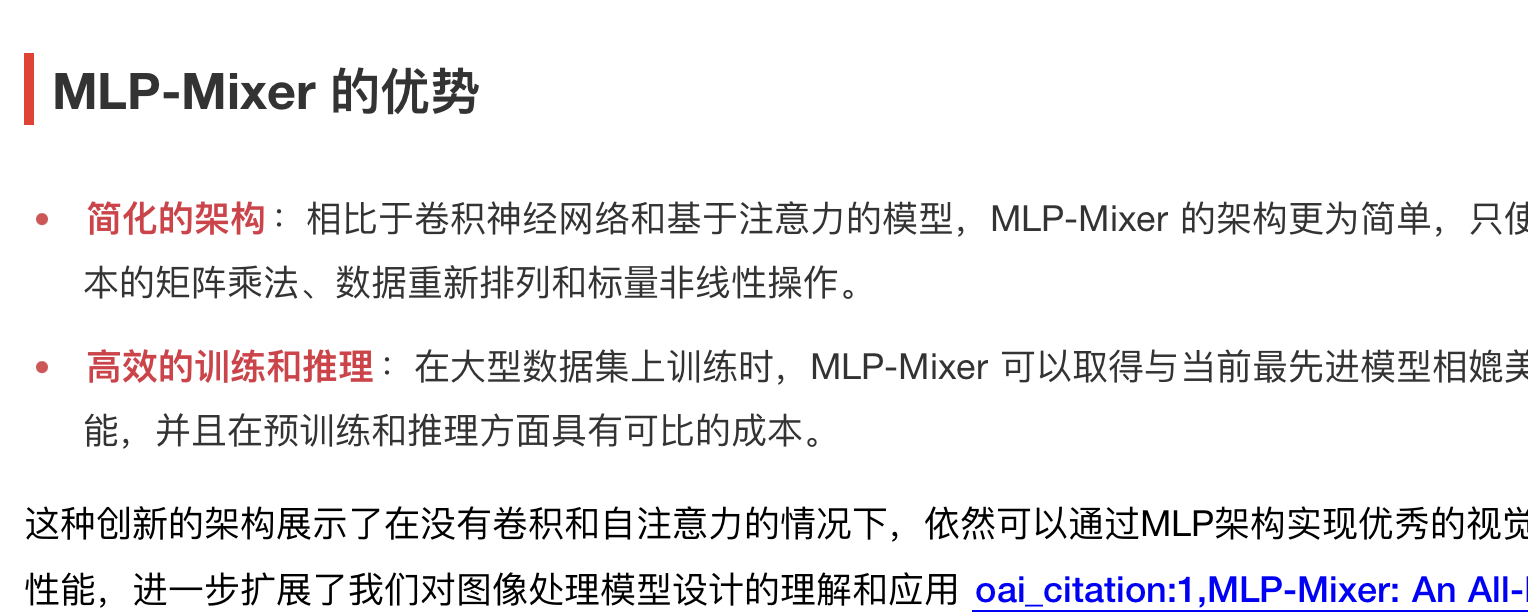 MLP-Mixer 的优势
简化的架构：相比于卷积神经网络和基于注意力的模型，MLP-Mixer 的架构更为简单，只使
本的矩阵乘法、数据重新排列和标量非线性操作。
高效的训练和推理：在大型数据集上训练时，MLP-Mixer 可以取得与当前最先进模型相媲美
能，并且在预训练和推理方面具有可比的成本。
这种创新的架构展示了在没有卷积和自注意力的情况下，依然可以通过MLP架构实现优秀的视觉
性能，进一步扩展了我们对图像处理模型设计的理解和应用 oai_citation:1,MLP-Mixer: An All-